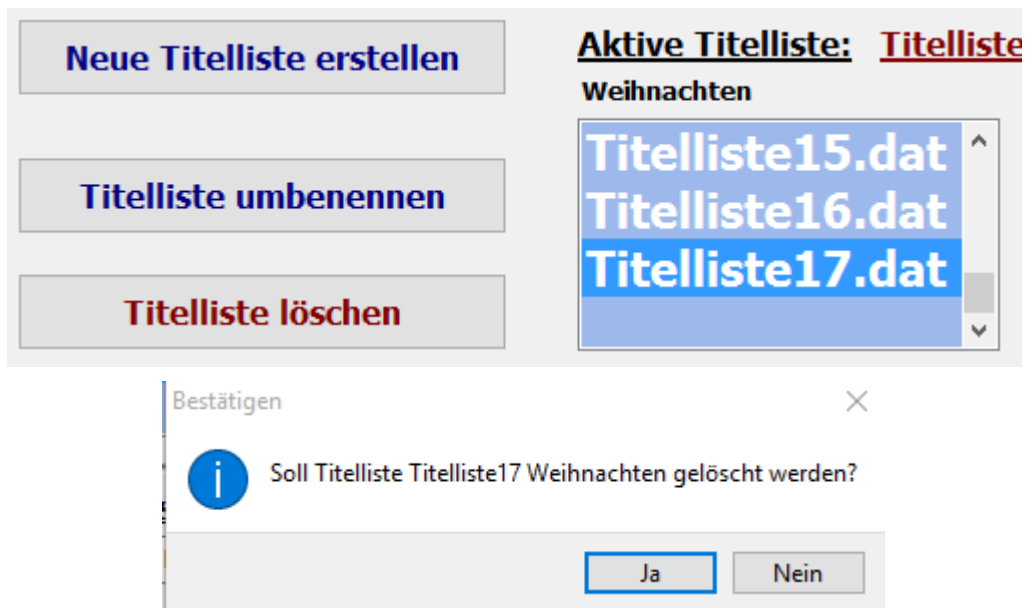 Neue Titelliste erstellen
Aktive Titelliste: Titelliste
Weihnachten
Titelliste15.dat
Titelliste umbenennen
Titelliste16.dat
Titelliste17.dat
Titelliste löschen
Bestätigen
Soll Titelliste Titelliste17 Weihnachten gelöscht werden?
Ja
Nein